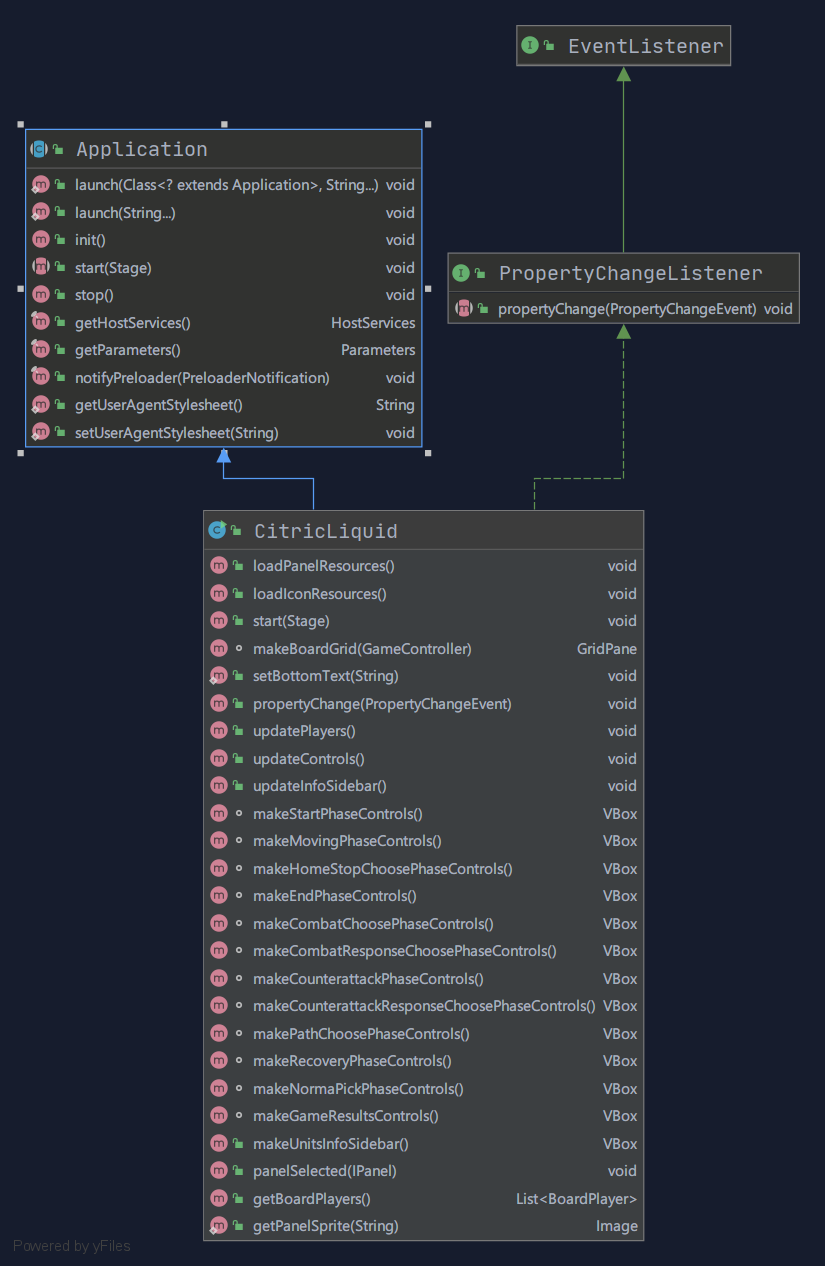 EventListener
Application
launch(Class<? extends Application>, String...) void
launch(String...) void
init() void
start(Stage) void
stop() void
getHostServices() HostServices
getParameters() Parameters
notifyPreloader(PreloaderNotification) void
getUserAgentStylesheet() String
setUserAgentStylesheet(String) void
PropertyChangeListener
propertyChange(PropertyChangeEvent) void
CitricLiquid
loadPanelResources() void
loadIconResources() void
start(Stage) void
makeBoardGrid(GameController) GridPane
setBottomText(String) void
propertyChange(PropertyChangeEvent) void
updatePlayers() void
updateControls() void
updateInfoSidebar() void
makeStartPhaseControls() VBox
makeMovingPhaseControls() VBox
makeHomeStopChoosePhaseControls() VBox
makeEndPhaseControls() VBox
makeCombatChoosePhaseControls() VBox
makeCombatResponseChoosePhaseControls() VBox
makeCounterattackPhaseControls() VBox
makeCounterattackResponseChoosePhaseControls() VBox
makePathChoosePhaseControls() VBox
makeRecoveryPhaseControls() VBox
makeNormaPickPhaseControls() VBox
makeGameResultsControls() VBox
makeUnitsInfoSidebar() VBox
panelSelected(IPanel) void
getBoardPlayers() List<BoardPlayer>
getPanelSprite(String) Image
Powered by yFiles